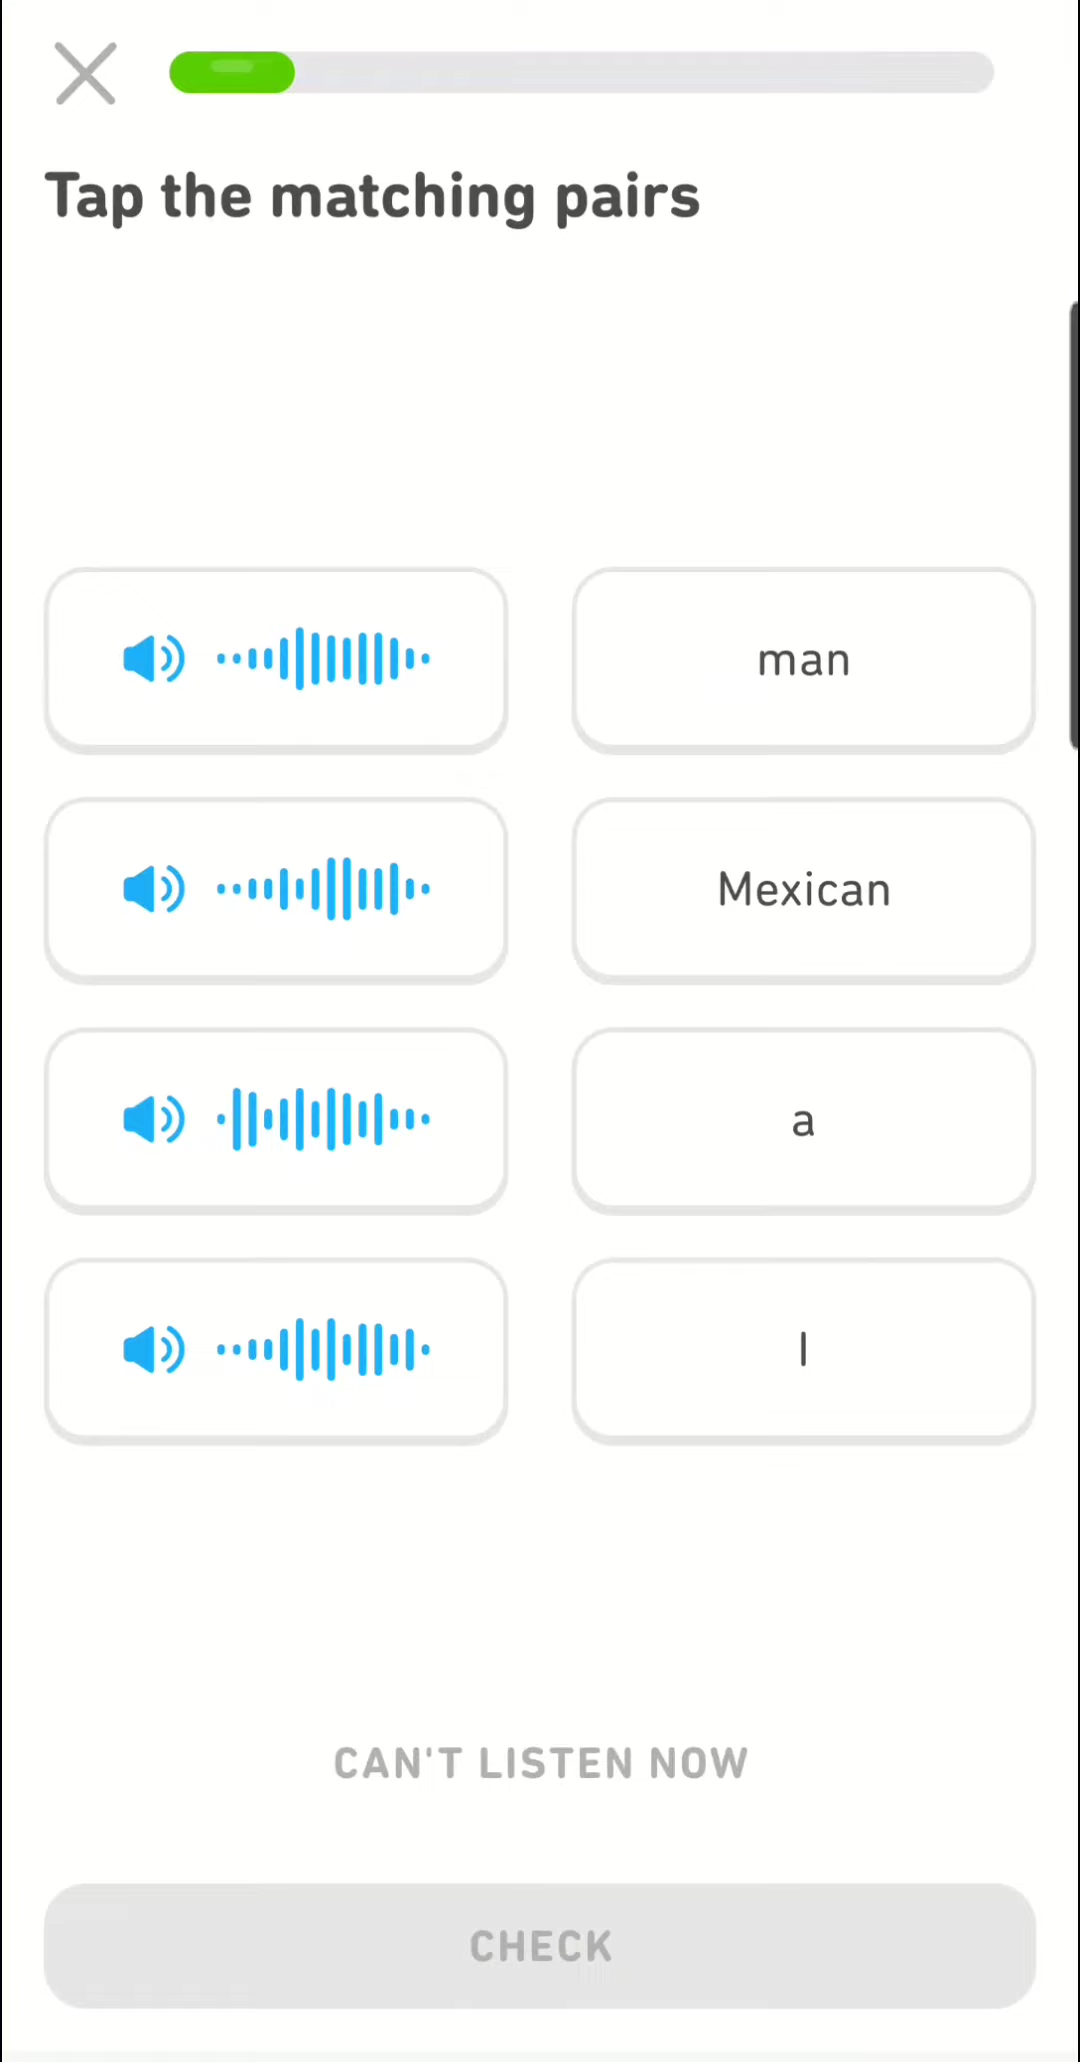 Tap the matching pairs
man
Mexican
a
I
CAN'T LISTEN NOW
CHECK